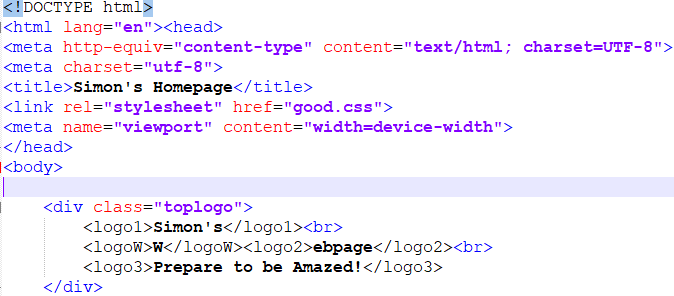 <!DOCTYPE html>
<html lang="en"><head>
<meta http-equiv="content-type" content="text/html; charset=UTF-8">
<meta charset="utf-8">
<title>Simon's Homepage</title>
<link rel="stylesheet" href="good.css">
<meta name="viewport" content="width=device-width">
</head>
<body>
<div class="toplogo">
<logo1>Simon's</logo1><br>
<logoW>W</logoW><logo2>ebpage</logo2><br>
<logo3>Prepare to be Amazed!</logo3>
</div>